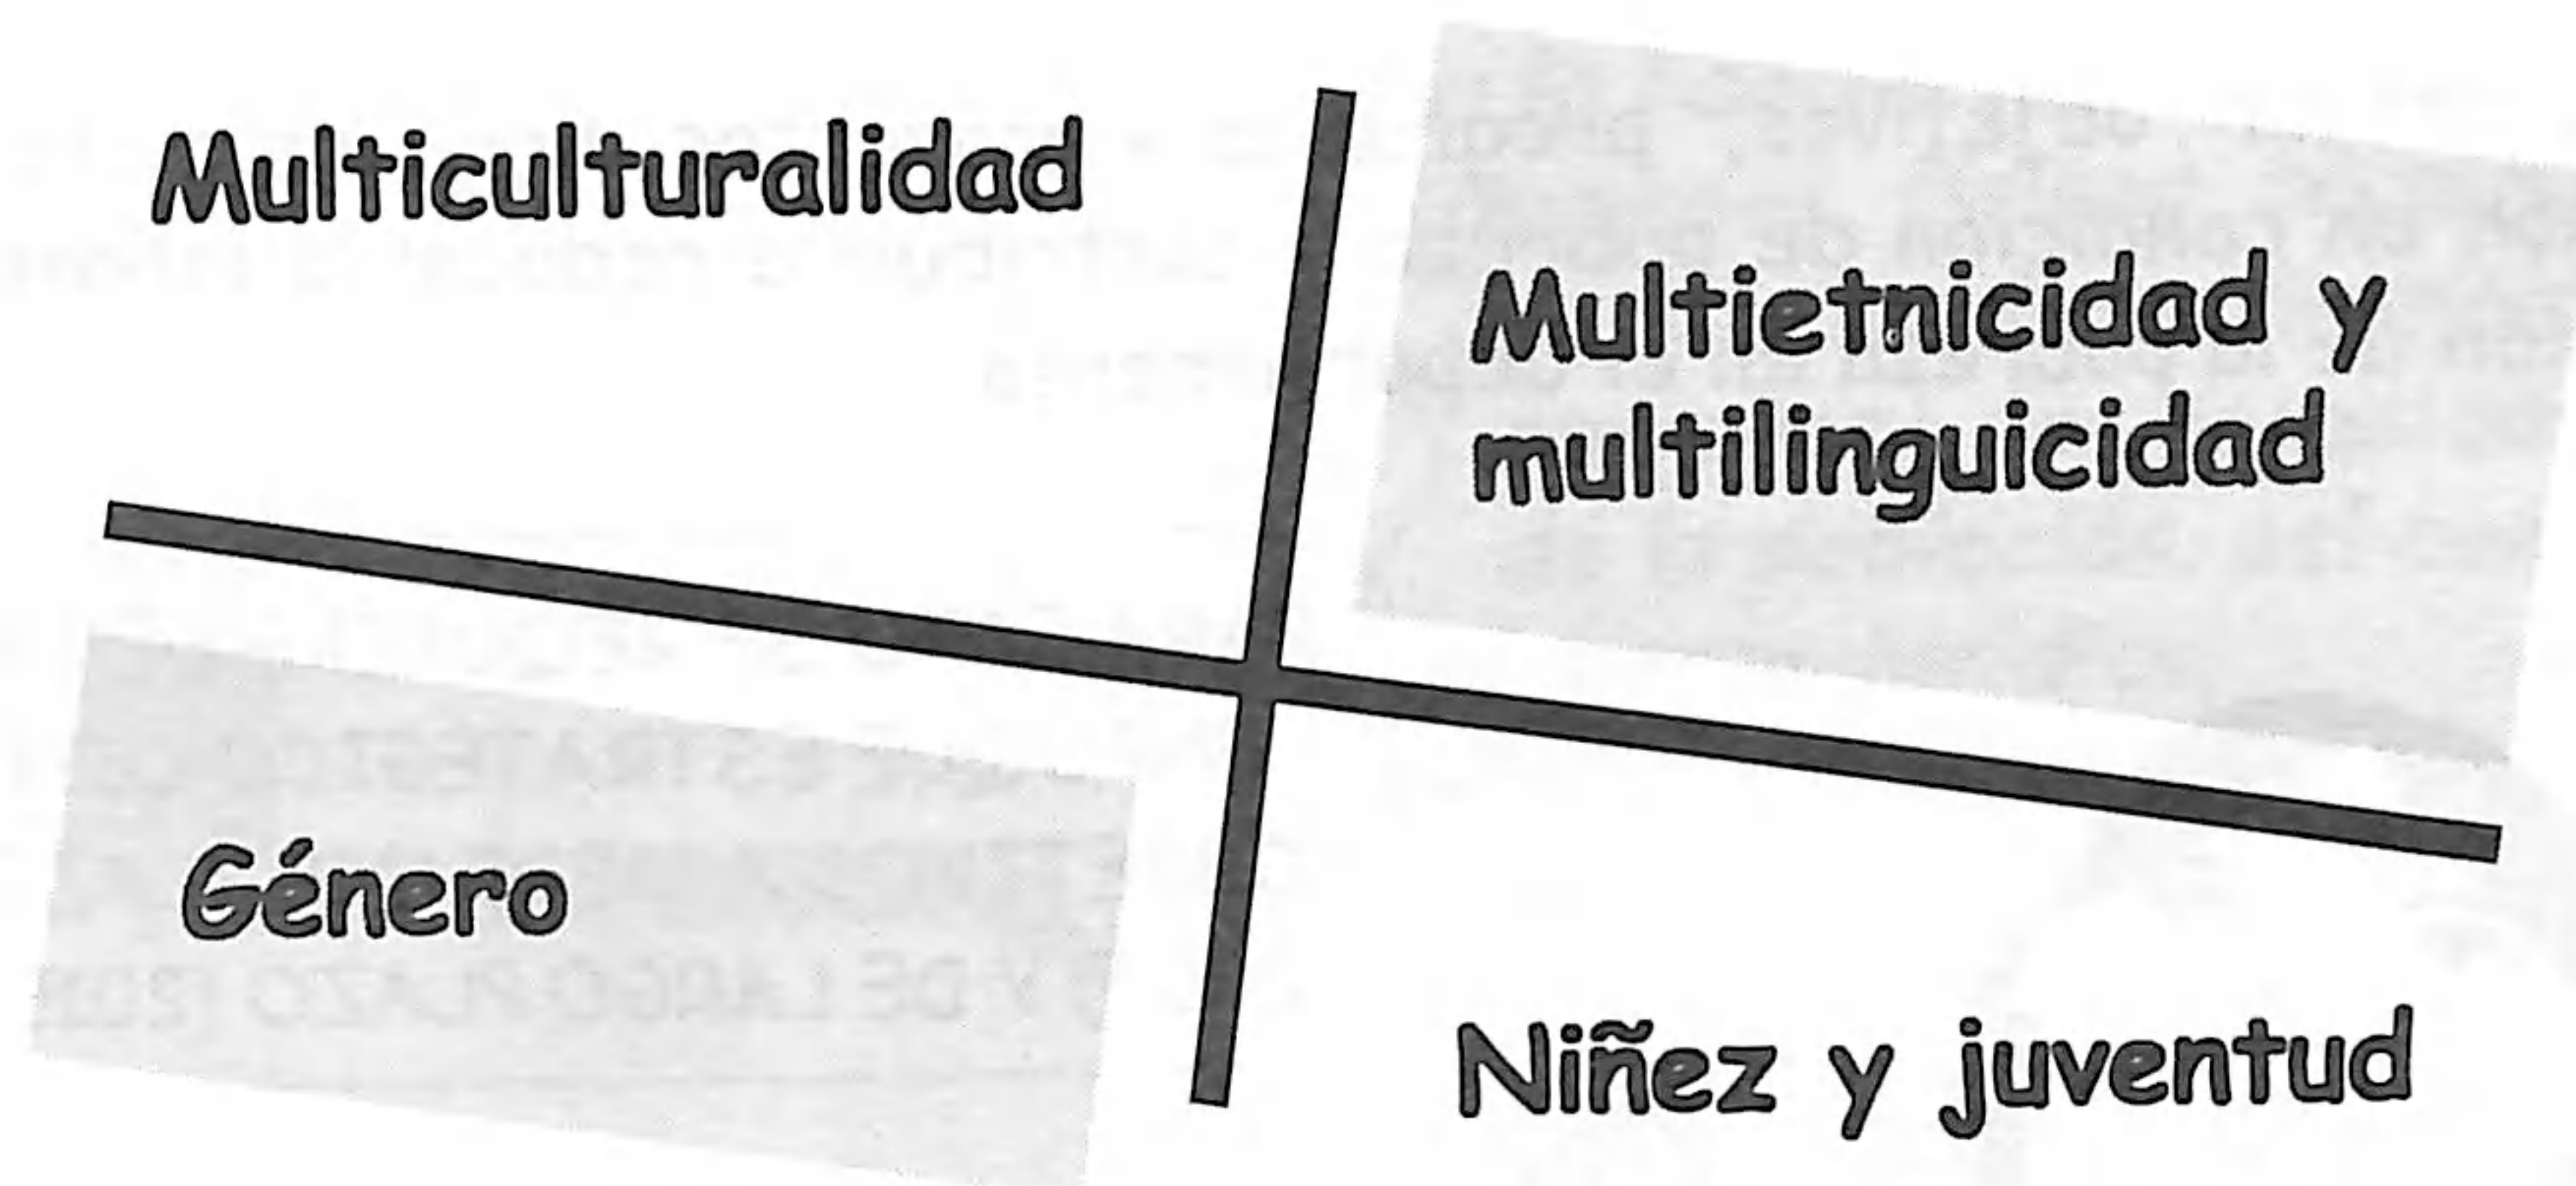 Multiculturalidad
Multietnicidad y
multilinguicidad
Género
Niñez y juventud